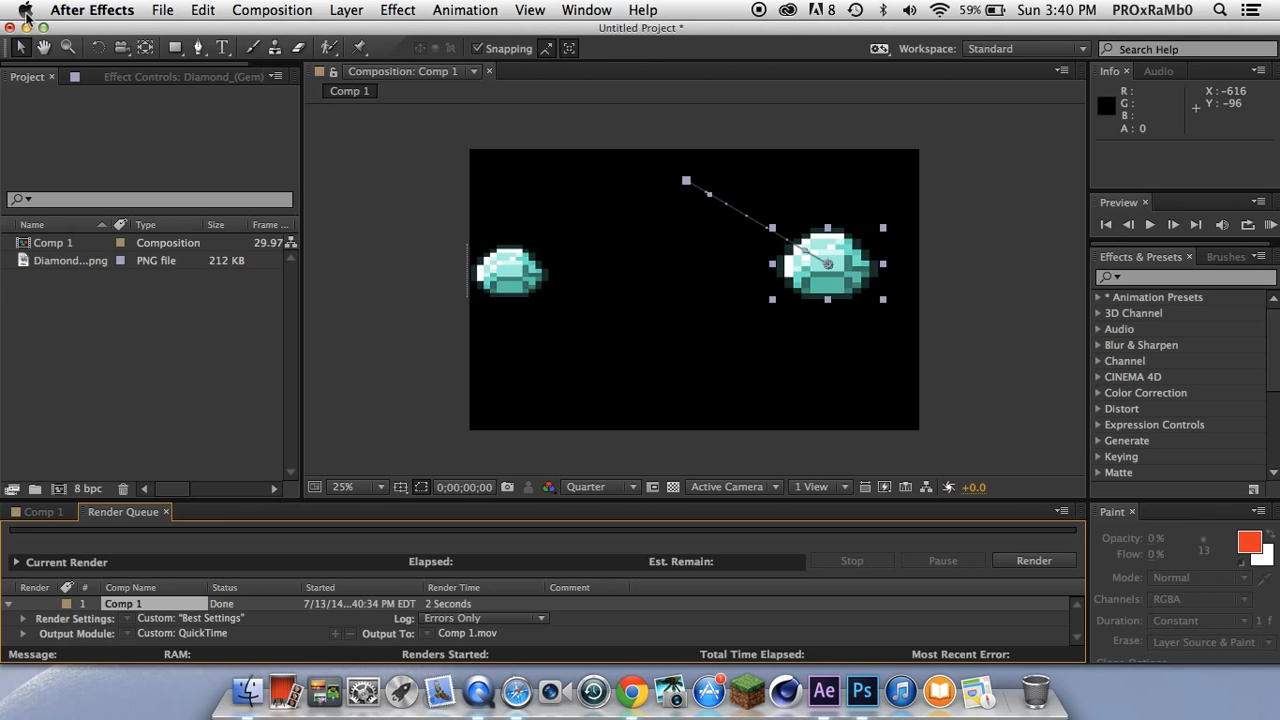 After Effects File Edit Composition Layer Effect Animation View Window Help 8 59% Sun 3:40 PM PROxRaMb0
Untitled Project *
Snapping Workspace: Standard Search Help
Project Effect Controls: Diamond_(Gem) Composition: Comp 1 Info Audio
Comp 1
R: X: -616
G: Y: -96
B:
A: 0
Preview
Name Type Size Frame ...
Comp 1 Composition 29.97
Diamond...png PNG file 212 KB
Effects & Presets Brushes
* Animation Presets
3D Channel
Audio
Blur & Sharpen
Channel
CINEMA 4D
Color Correction
Distort
Expression Controls
Generate
Keying
Matte
8 bpc 25% 0;00;00;00 Quarter Active Camera 1 View +0.0
Comp 1 Render Queue Paint
Current Render Elapsed: Est. Remain: Stop Pause Render
Opacity: 0 %
Flow: 0 % 13
Mode: Normal
Channels: RGBA
Duration: Constant 1 f
Erase: Layer Source & Paint
Render # Comp Name Status Started Render Time Comment
1 Comp 1 Done 7/13/14...40:34 PM EDT 2 Seconds
Render Settings: Custom: "Best Settings" Log: Errors Only
Output Module: Custom: QuickTime Output To: Comp 1.mov
Message: RAM: Renders Started: Total Time Elapsed: Most Recent Error:
Ae Ps